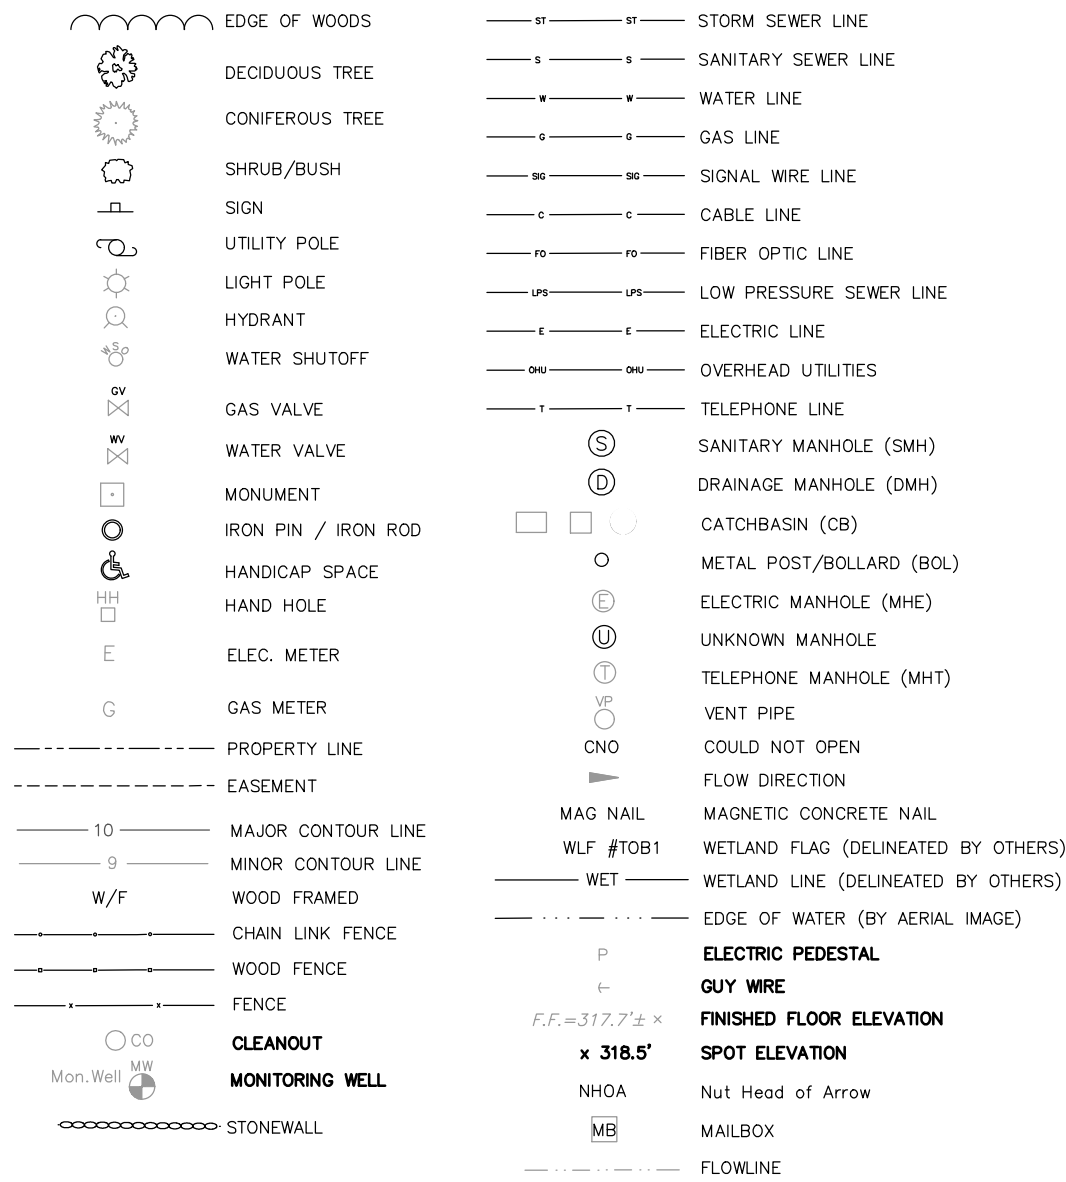 EDGE OF WOODS
DECIDUOUS TREE
CONIFEROUS TREE
SHRUB/BUSH
SIGN
UTILITY POLE
LIGHT POLE
HYDRANT
WSO WATER SHUTOFF
GV
GAS VALVE
WV
WATER VALVE
MONUMENT
IRON PIN / IRON ROD
HANDICAP SPACE
HH
HAND HOLE
E ELEC. METER
G GAS METER
PROPERTY LINE
EASEMENT
10 MAJOR CONTOUR LINE
9 MINOR CONTOUR LINE
W/F WOOD FRAMED
CHAIN LINK FENCE
WOOD FENCE
x x FENCE
CO CLEANOUT
MW
Mon.Well MONITORING WELL
STONEWALL
ST ST STORM SEWER LINE
S S SANITARY SEWER LINE
W W WATER LINE
G G GAS LINE
SIG SIG SIGNAL WIRE LINE
C C CABLE LINE
FO FO FIBER OPTIC LINE
LPS LPS LOW PRESSURE SEWER LINE
E E ELECTRIC LINE
OHU OHU OVERHEAD UTILITIES
T T TELEPHONE LINE
S SANITARY MANHOLE (SMH)
D DRAINAGE MANHOLE (DMH)
CATCHBASIN (CB)
METAL POST/BOLLARD (BOL)
E ELECTRIC MANHOLE (MHE)
U UNKNOWN MANHOLE
T TELEPHONE MANHOLE (MHT)
VP
VENT PIPE
CNO COULD NOT OPEN
FLOW DIRECTION
MAG NAIL MAGNETIC CONCRETE NAIL
WLF #TOB1 WETLAND FLAG (DELINEATED BY OTHERS)
WET WETLAND LINE (DELINEATED BY OTHERS)
EDGE OF WATER (BY AERIAL IMAGE)
P ELECTRIC PEDESTAL
GUY WIRE
F.F.=317.7'± × FINISHED FLOOR ELEVATION
x 318.5' SPOT ELEVATION
NHOA Nut Head of Arrow
MB MAILBOX
FLOWLINE